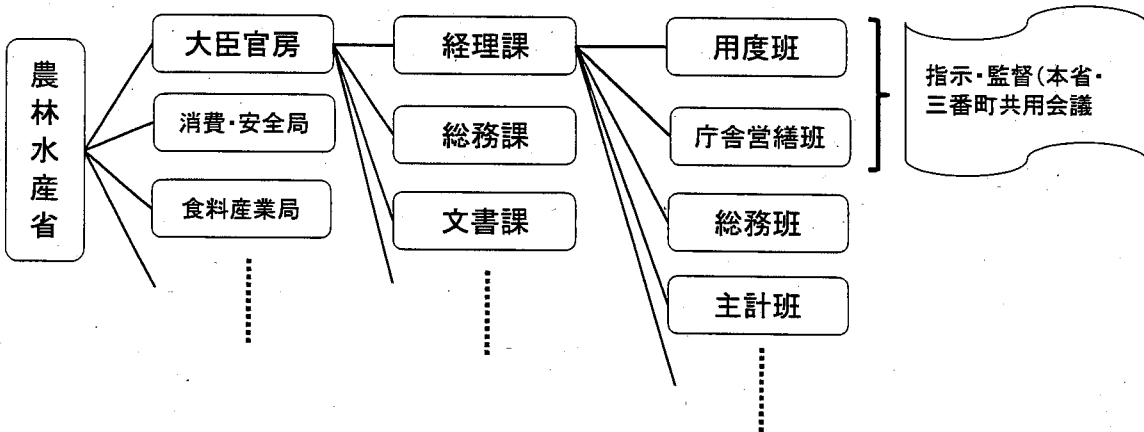 農林水産省
大臣官房
消費・安全局
食料産業局
経理課
総務課
文書課
用度班
庁舎営繕班
総務班
主計班
指示・監督(本省・
三番町共用会議